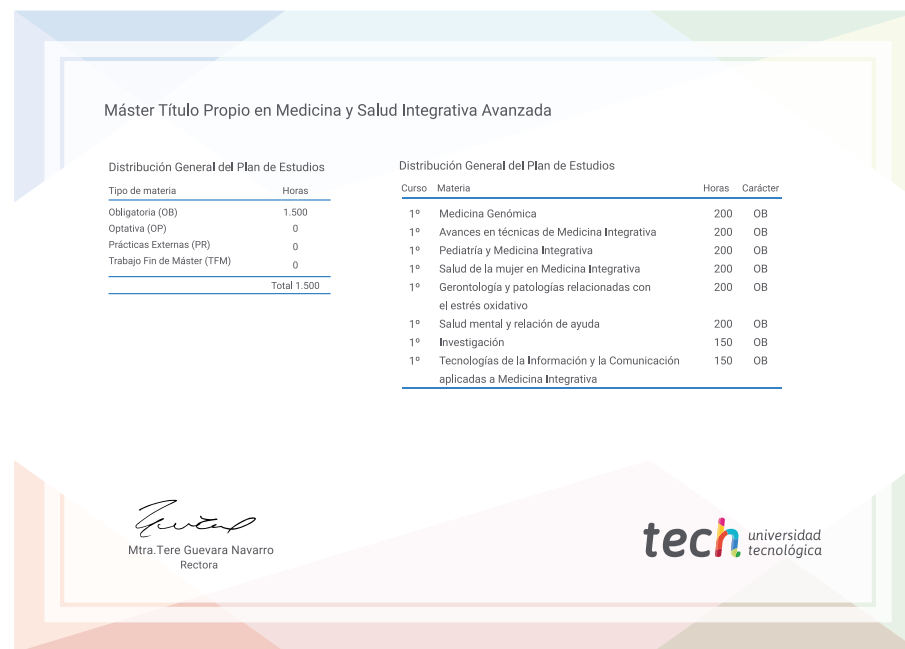 Máster Título Propio en Medicina y Salud Integrativa Avanzada
Distribución General del Plan de Estudios
Tipo de materia Horas
Obligatoria (OB) 1.500
Optativa (OP) 0
Prácticas Externas (PR) 0
Trabajo Fin de Máster (TFM) 0
Total 1.500
Distribución General del Plan de Estudios
Curso Materia Horas Carácter
1º Medicina Genómica 200 OB
1º Avances en técnicas de Medicina Integrativa 200 OB
1º Pediatría y Medicina Integrativa 200 OB
1º Salud de la mujer en Medicina Integrativa 200 OB
1º Gerontología y patologías relacionadas con 200 OB
el estrés oxidativo
1º Salud mental y relación de ayuda 200 OB
1º Investigación 150 OB
1º Tecnologías de la Información y la Comunicación 150 OB
aplicadas a Medicina Integrativa
Mtra.Tere Guevara Navarro
Rectora
tech universidad
tecnológica